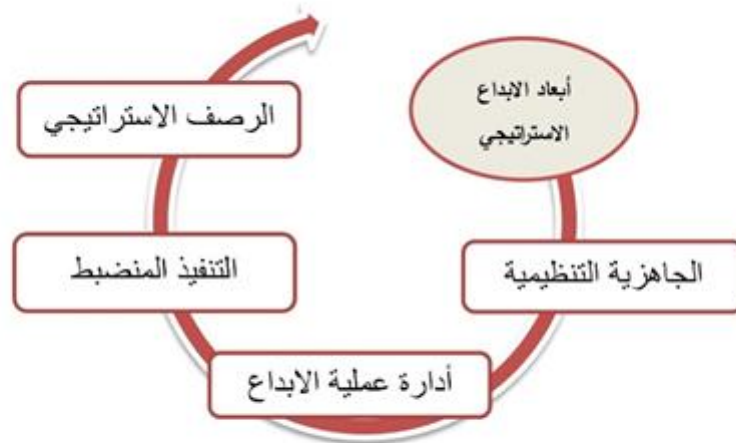 أبعاد الابداع
الاستراتيجي
الجاهزية التنظيمية
أدارة عملية الابداع
التنفيذ المنضبط
الرصف الاستراتيجي